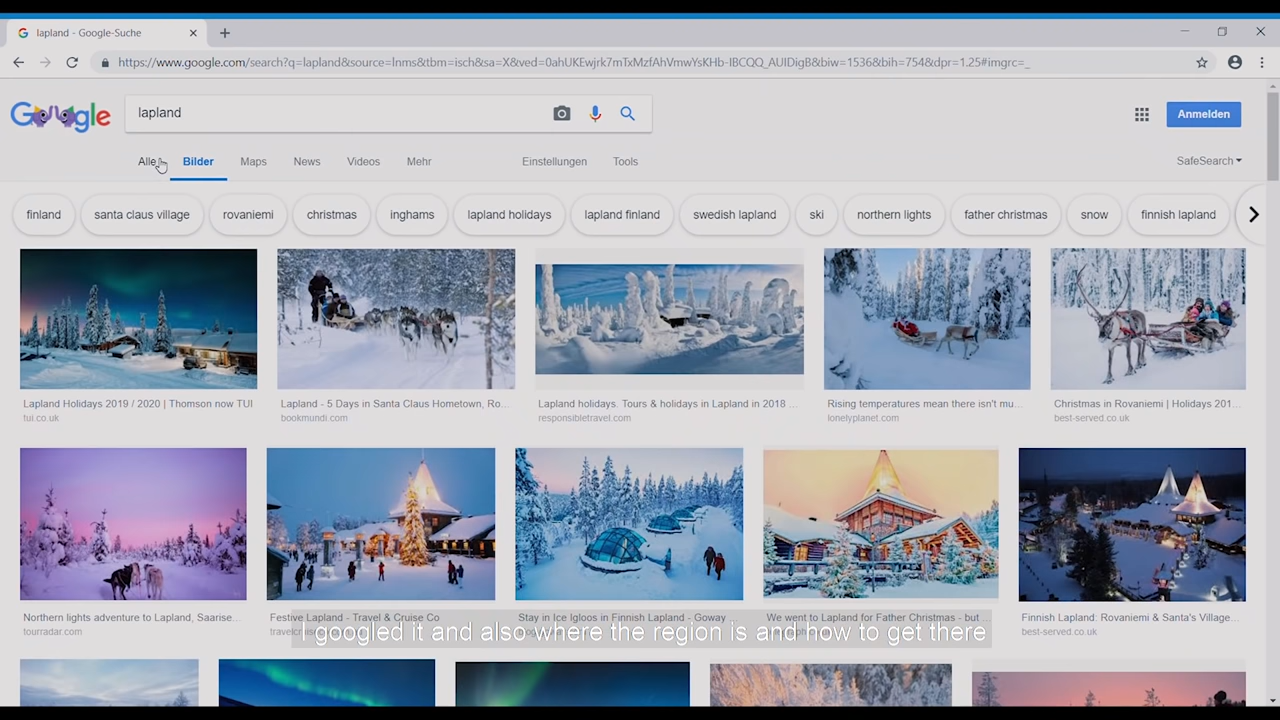 lapland - Google-Suche
https://www.google.com/search?q=lapland&source=lnms&tbm=isch&sa=X&ved=0ahUKEwjrk7mTxMzfAhVmwYsKHb-IBCQQ_AUIDigB&biw=1536&bih=754&dpr=1.25#imgrc=_
Google
lapland
Anmelden
Alle Bilder Maps News Videos Mehr Einstellungen Tools SafeSearch
finland santa claus village rovaniemi christmas inghams lapland holidays lapland finland swedish lapland ski northern lights father christmas snow finnish lapland
Lapland Holidays 2019 / 2020 | Thomson now TUI
tui.co.uk
Lapland - 5 Days in Santa Claus Hometown, Ro...
bookmundi.com
Lapland holidays. Tours & holidays in Lapland in 2018 ...
responsibletravel.com
Rising temperatures mean there isn't mu...
lonelyplanet.com
Christmas in Rovaniemi | Holidays 201...
best-served.co.uk
Northern lights adventure to Lapland, Saarise...
tourradar.com
Festive Lapland - Travel & Cruise Co
Stay in Ice Igloos in Finnish Lapland - Goway ...
We went to Lapland for Father Christmas - but ...
Finnish Lapland: Rovaniemi & Santa's Village...
best-served.co.uk
I googled it and also where the region is and how to get there